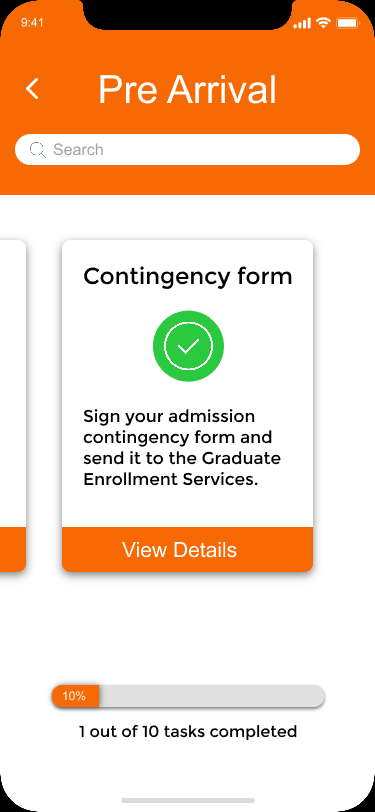 9:41
Pre Arrival
Search
Contingency form
Sign your admission
contingency form and
send it to the Graduate
Enrollment Services.
View Details
10%
1 out of 10 tasks completed